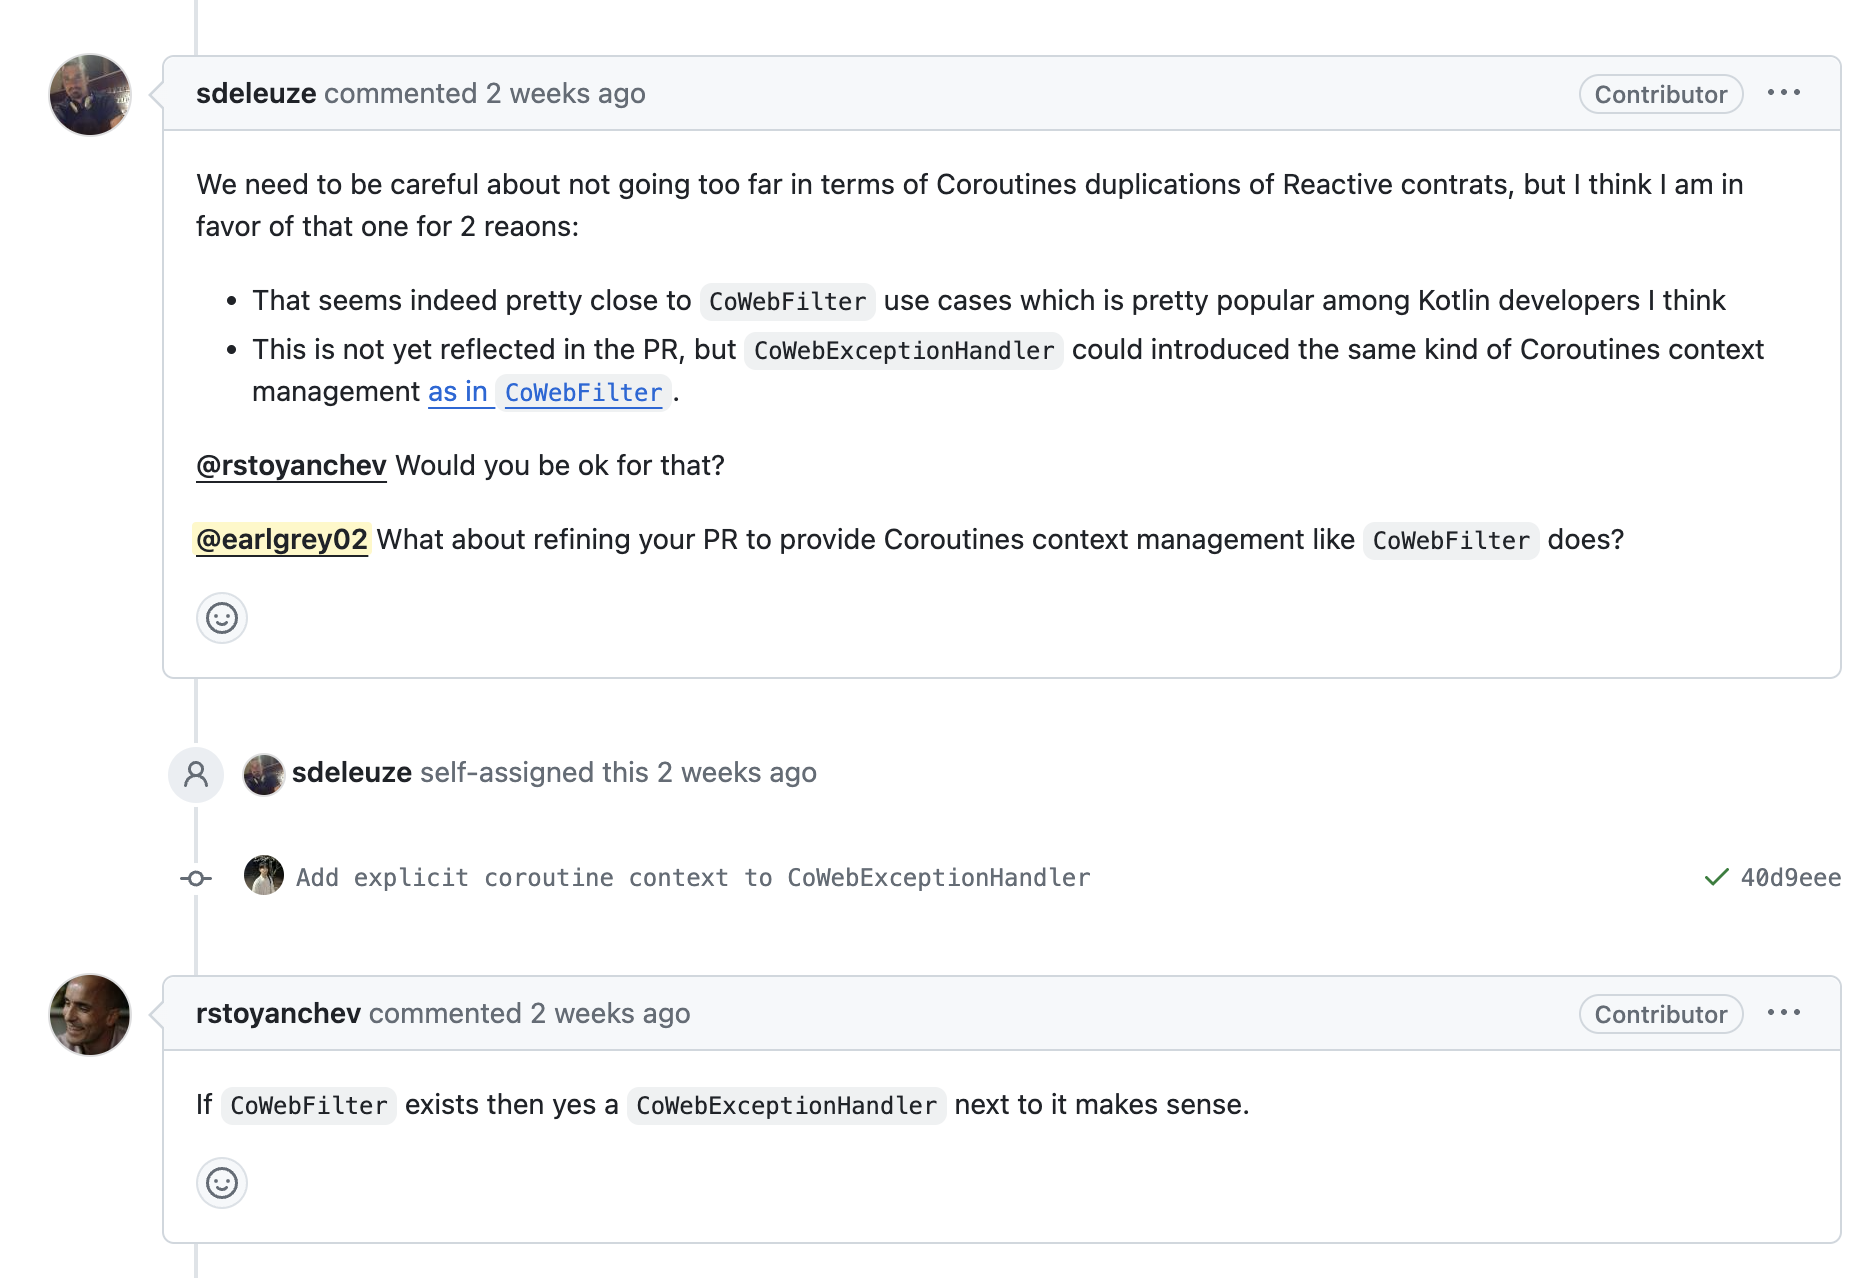 sdeleuze commented 2 weeks ago
Contributor
We need to be careful about not going too far in terms of Coroutines duplications of Reactive contrats, but I think I am in
favor of that one for 2 reaons:
That seems indeed pretty close to CoWebFilter use cases which is pretty popular among Kotlin developers I think
This is not yet reflected in the PR, but CoWebExceptionHandler could introduced the same kind of Coroutines context
management as in CoWebFilter.
@rstoyanchev Would you be ok for that?
@earlgrey02 What about refining your PR to provide Coroutines context management like CoWebFilter does?
sdeleuze self-assigned this 2 weeks ago
Add explicit coroutine context to CoWebExceptionHandler
40d9eee
rstoyanchev commented 2 weeks ago
Contributor
If CoWebFilter exists then yes a CoWebExceptionHandler next to it makes sense.